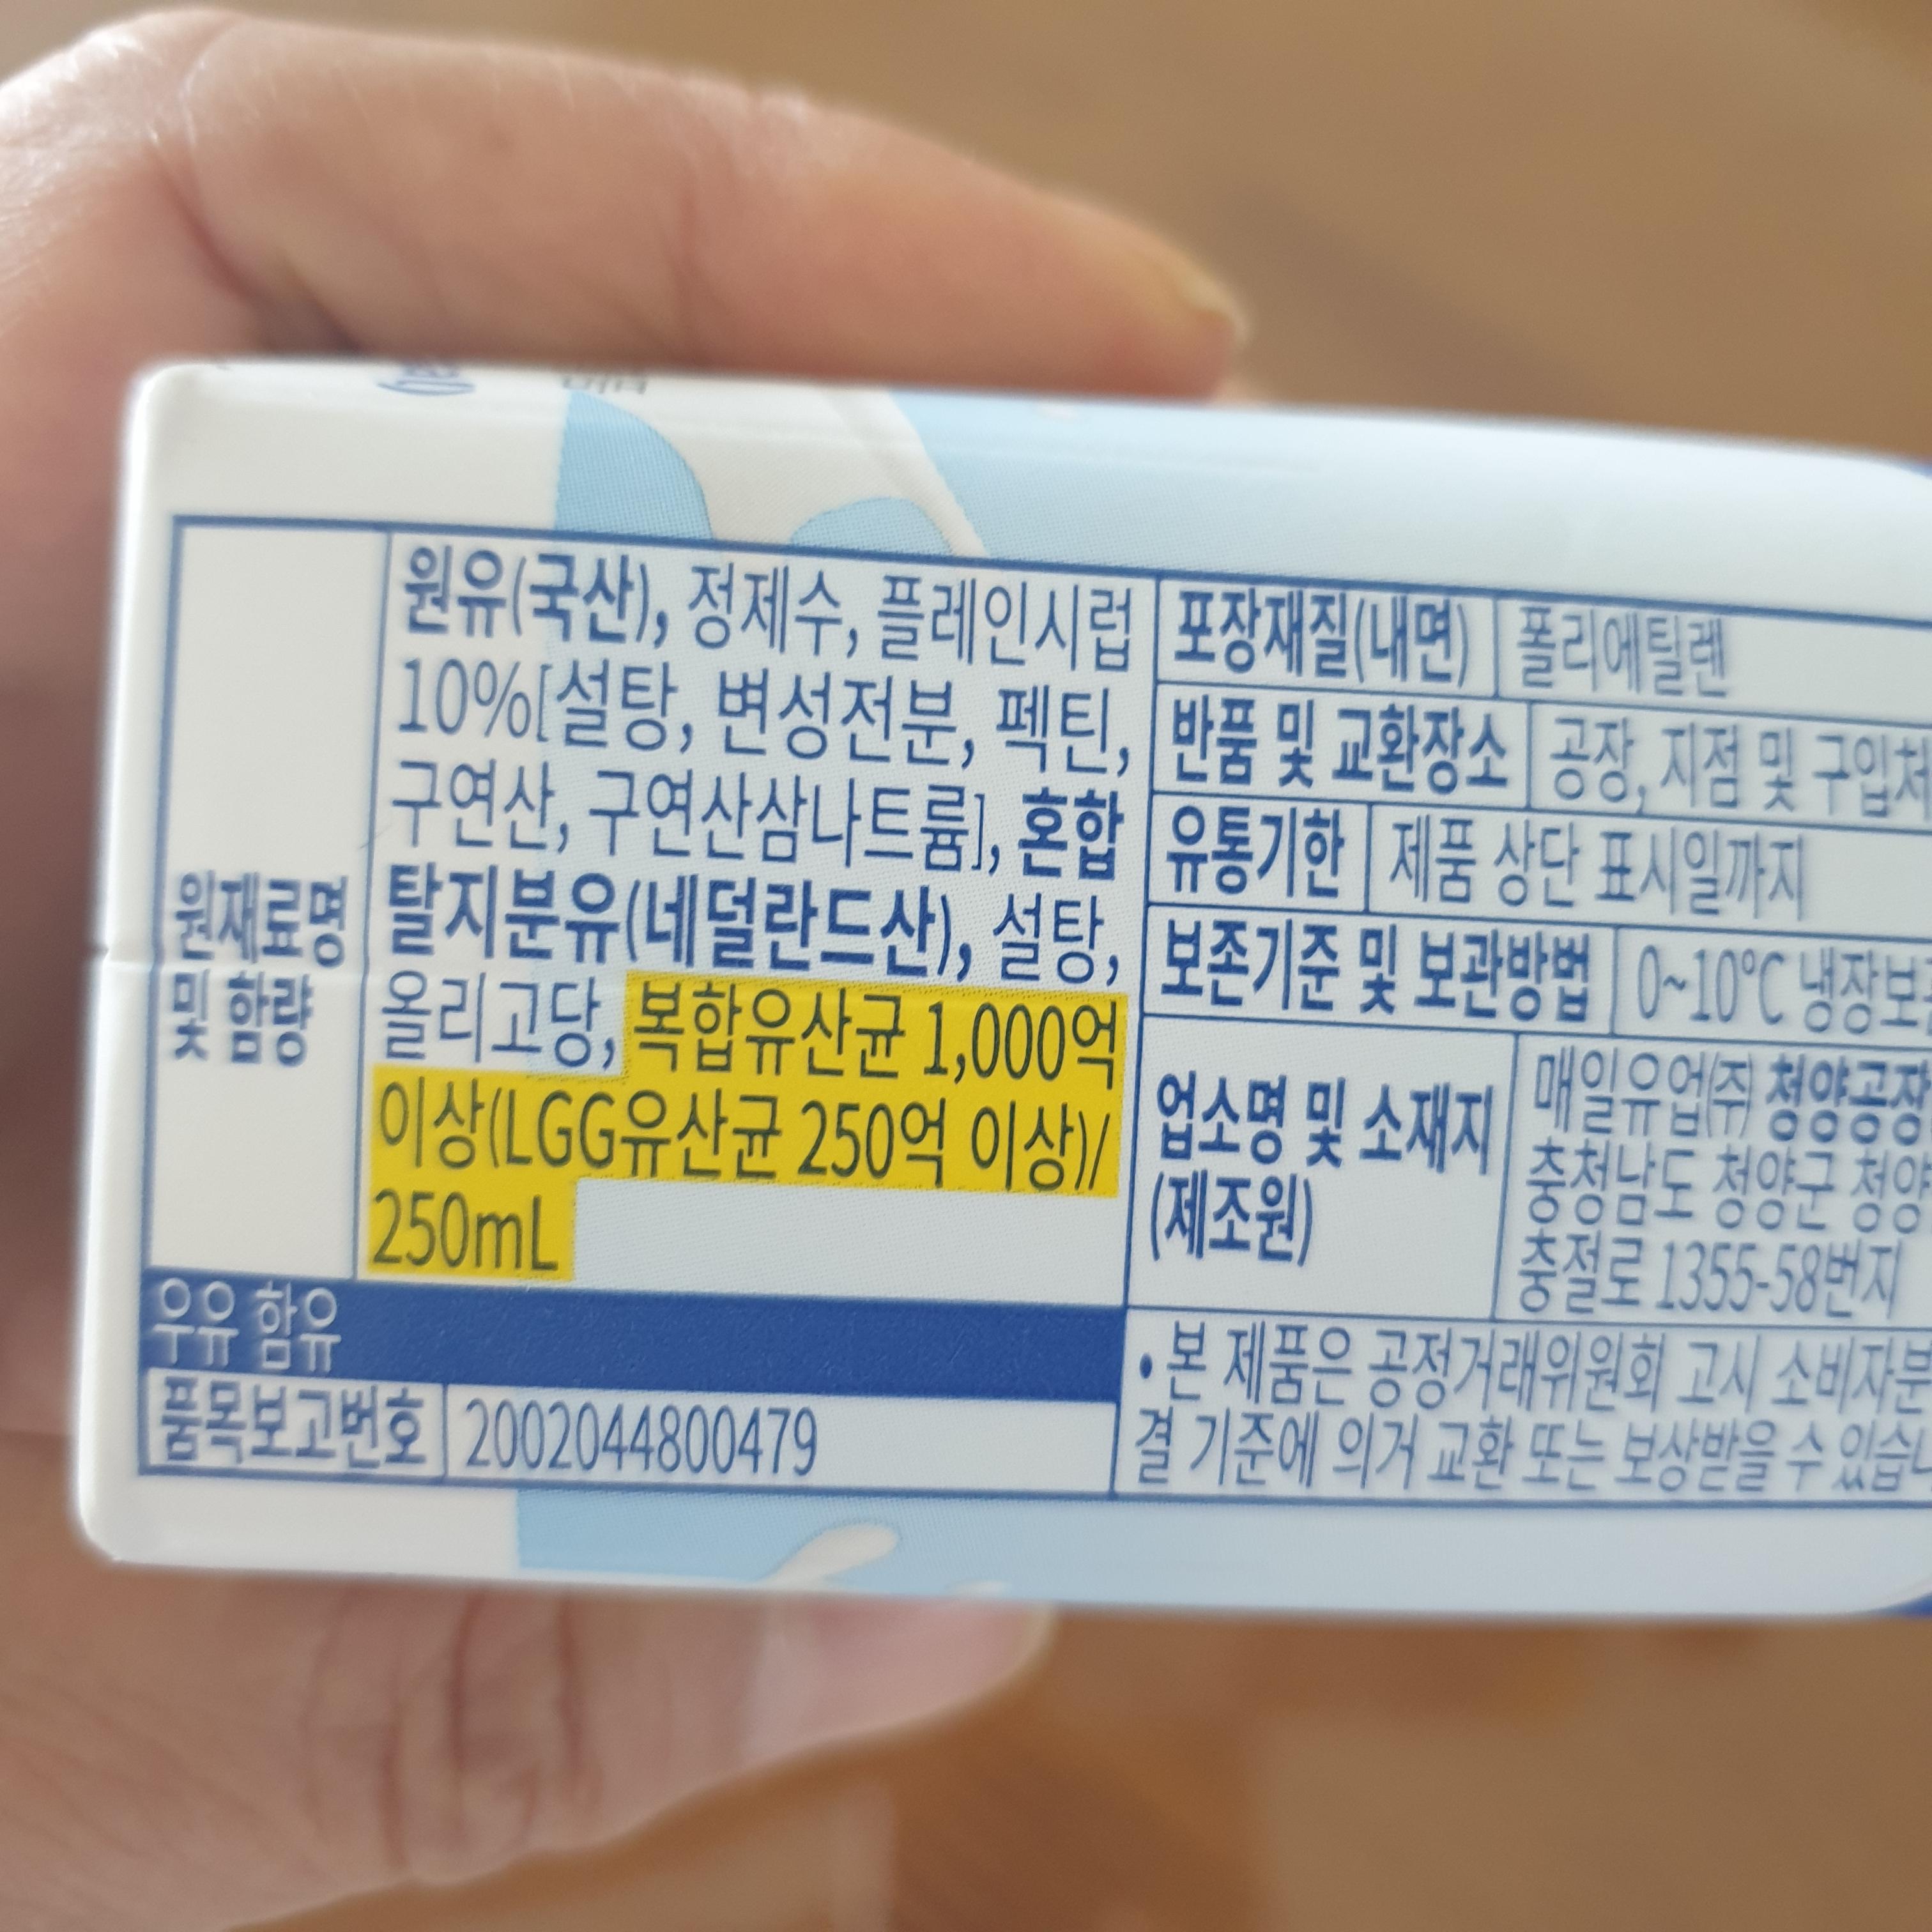 원재료명
및 함량
원유(국산), 정제수, 플레인시럽
10%[설탕, 변성전분, 펙틴,
구연산, 구연산삼나트륨], 혼합
탈지분유(네덜란드산), 설탕,
올리고당, 복합유산균 1,000억
이상(LGG유산균 250억 이상)/
250mL
우유 함유
품목보고번호 2002044800479
포장재질(내면) 폴리에틸렌
반품 및 교환장소 공장, 지점 및 구입처
유통기한 제품 상단 표시일까지
보존기준 및 보관방법 0~10℃ 냉장보
업소명 및 소재지
(제조원)
매일유업(주) 청양공장
충청남도 청양군 청양
충절로 1355-58번지
• 본 제품은 공정거래위원회 고시 소비자분
결 기준에 의거 교환 또는 보상받을 수 있습니